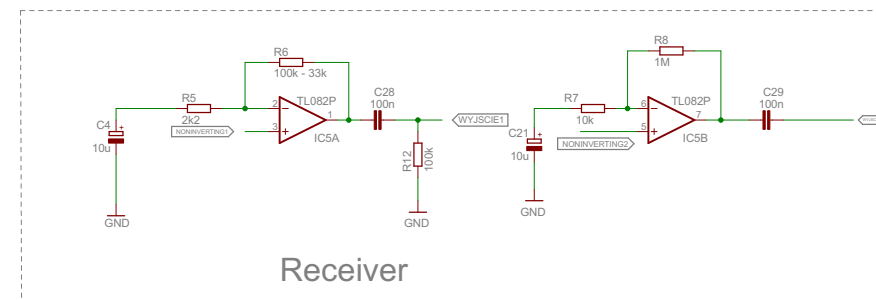 R6
100k - 33k
R5
2k2
C4
10u
+
GND
TL082P
2
3
1
IC5A
NONINVERTING1
C28
100n
WYJSCIE1
R12
100k
GND
R8
1M
R7
10k
C21
10u
+
GND
TL082P
6
5
7
IC5B
NONINVERTING2
C29
100n
Receiver